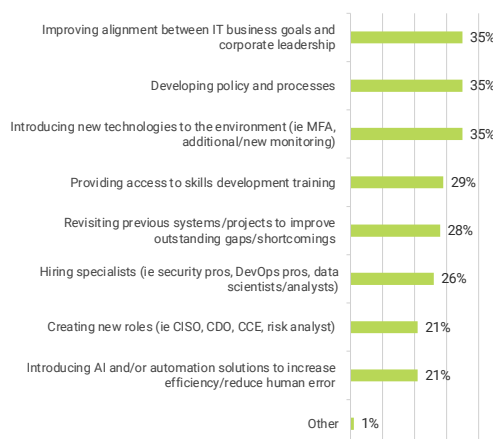 Improving alignment between IT business goals and
corporate leadership
35%
Developing policy and processes
35%
Introducing new technologies to the environment (ie MFA,
additional/new monitoring)
35%
Providing access to skills development training
29%
Revisiting previous systems/projects to improve
outstanding gaps/shortcomings
28%
Hiring specialists (ie security pros, DevOps pros, data
scientists/analysts)
26%
Creating new roles (ie CISO, CDO, CCE, risk analyst)
21%
Introducing AI and/or automation solutions to increase
efficiency/reduce human error
21%
Other
1%